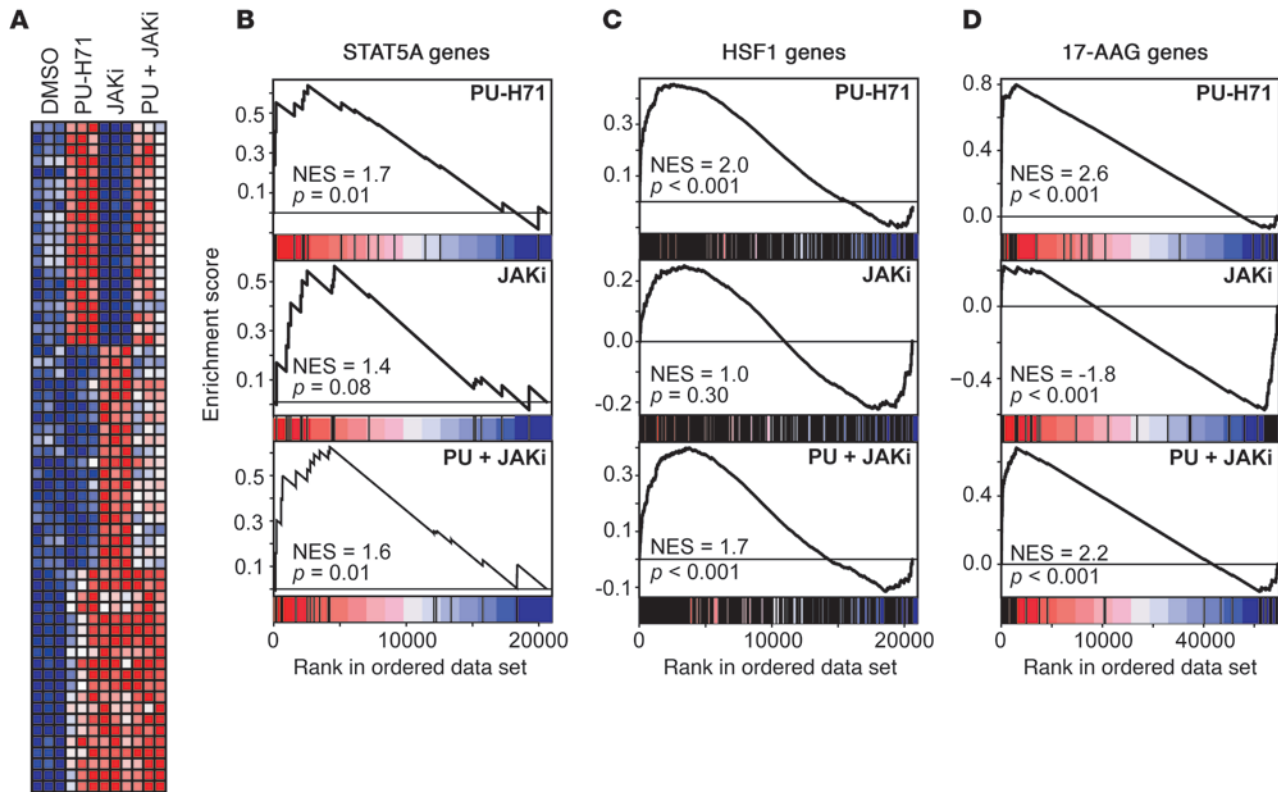 A
DMSO
PU-H71
JAKi
PU + JAKi
B
STAT5A genes
Enrichment score
PU-H71
0.5
0.3
0.1
NES = 1.7
p = 0.01
JAKi
0.5
0.3
0.1
NES = 1.4
p = 0.08
PU + JAKi
0.5
0.3
0.1
NES = 1.6
p = 0.01
0 10000 20000
Rank in ordered data set
C
HSF1 genes
PU-H71
0.4
0.1
NES = 2.0
p < 0.001
JAKi
0.2
0.0
-0.2
NES = 1.0
p = 0.30
PU + JAKi
0.4
0.2
-0.1
NES = 1.7
p < 0.001
0 10000 20000
Rank in ordered data set
D
17-AAG genes
PU-H71
0.8
0.4
0.0
NES = 2.6
p < 0.001
JAKi
0.0
−0.4
NES = -1.8
p < 0.001
PU + JAKi
0.4
0.0
NES = 2.2
p < 0.001
0 10000 40000
Rank in ordered data set